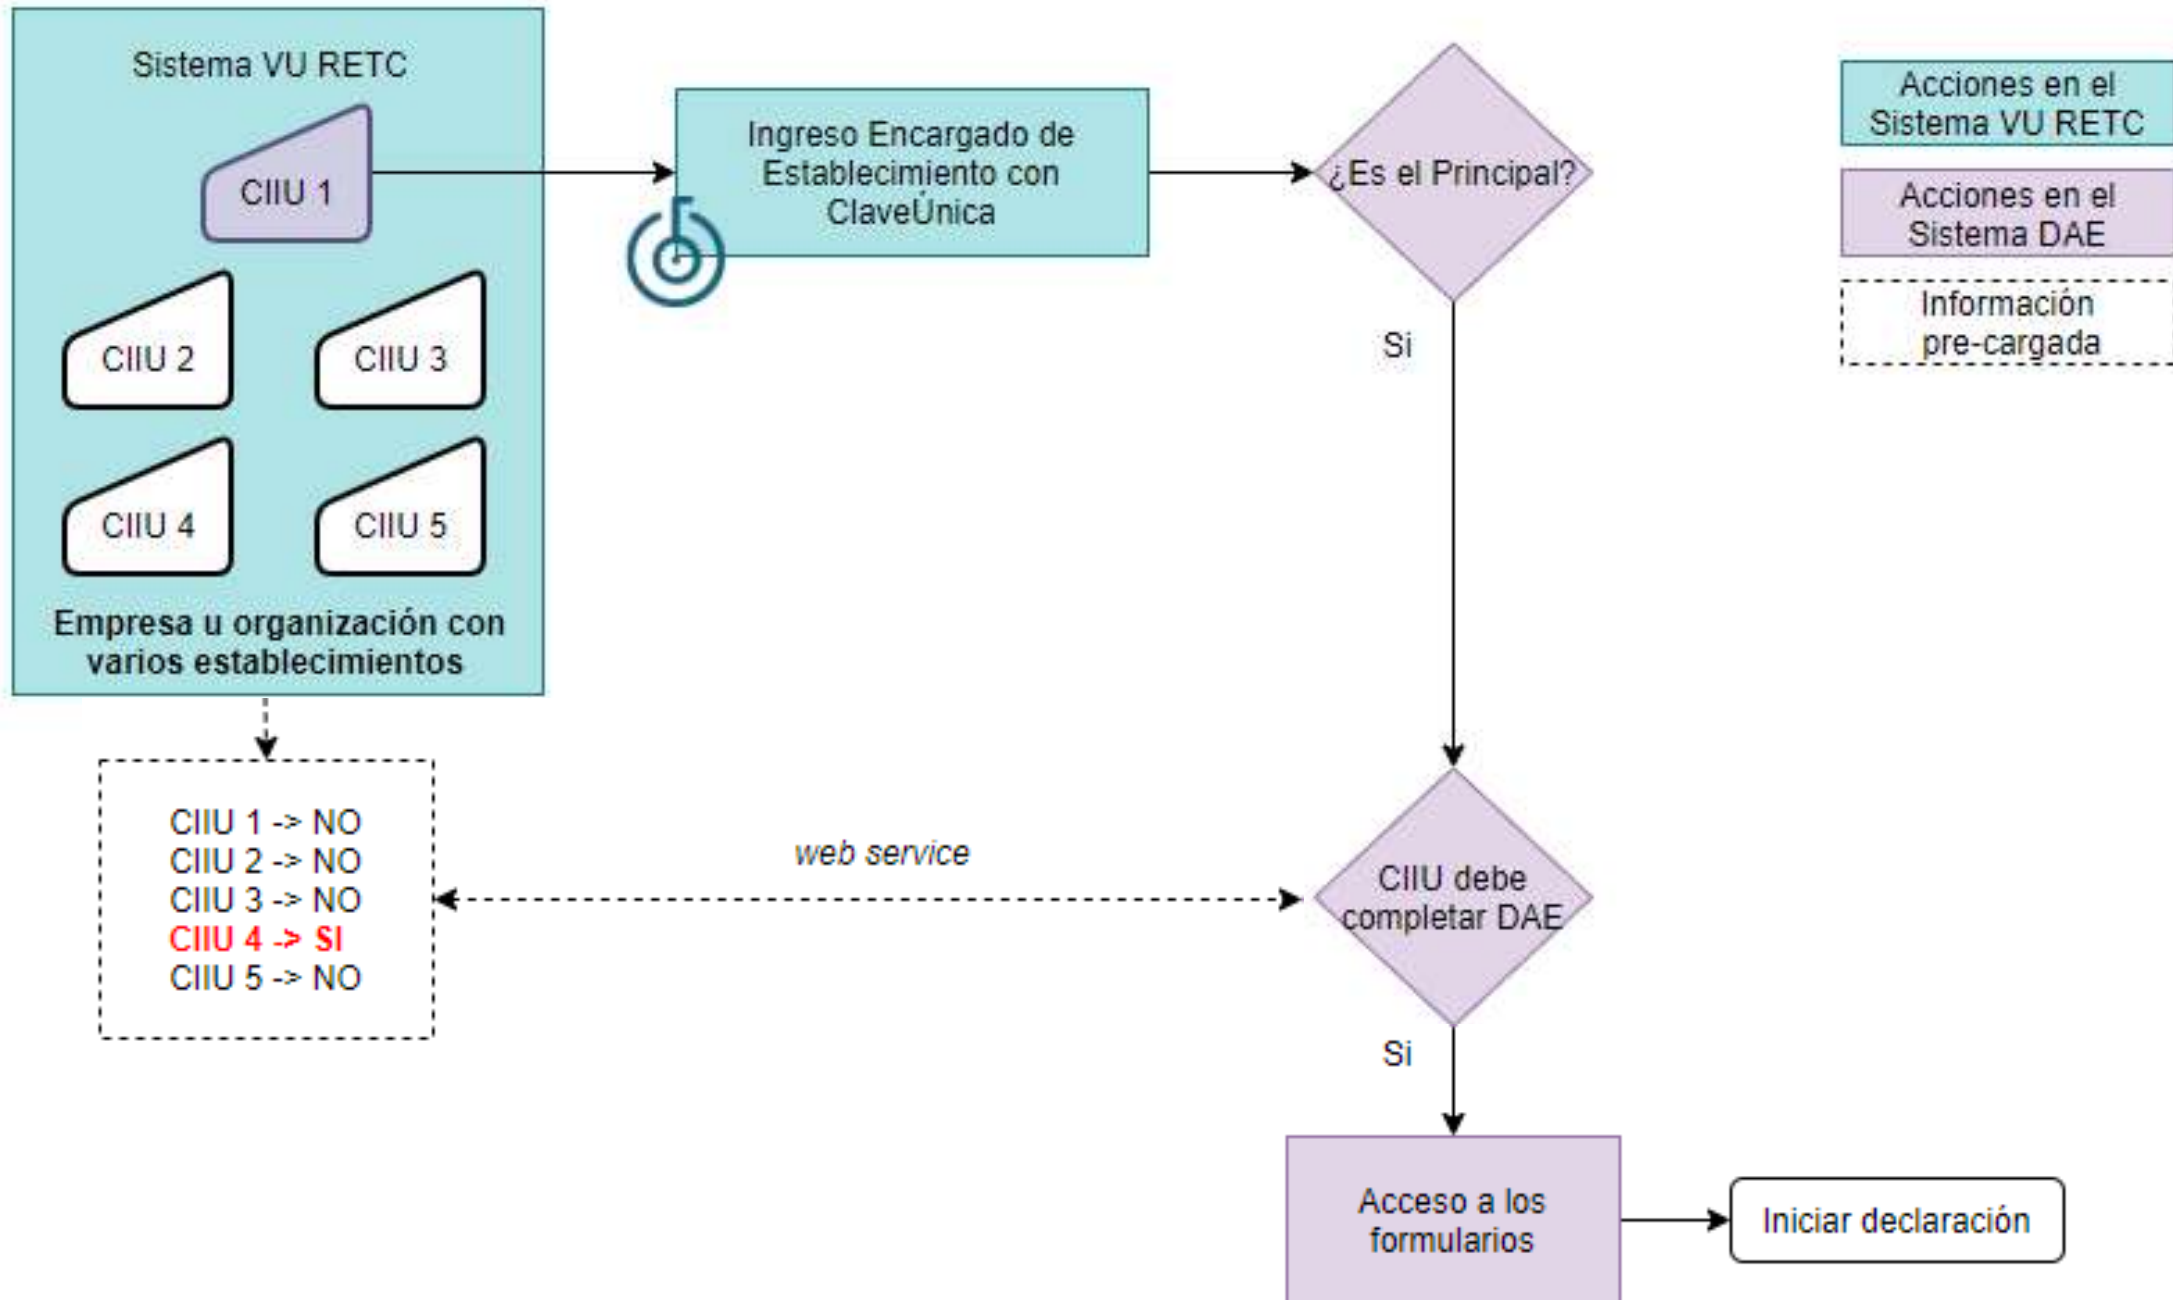 Sistema VU RETC
CIIU 1
CIIU 2
CIIU 3
CIIU 4
CIIU 5
Empresa u organización con
varios establecimientos
Ingreso Encargado de
Establecimiento con
ClaveÚnica
¿Es el Principal?
Acciones en el
Sistema VU RETC
Acciones en el
Sistema DAE
Información
pre-cargada
Si
CIIU 1 -> NO
CIIU 2 -> NO
CIIU 3 -> NO
CIIU 4 -> SI
CIIU 5 -> NO
web service
CIIU debe
completar DAE
Si
Acceso a los
formularios
Iniciar declaración